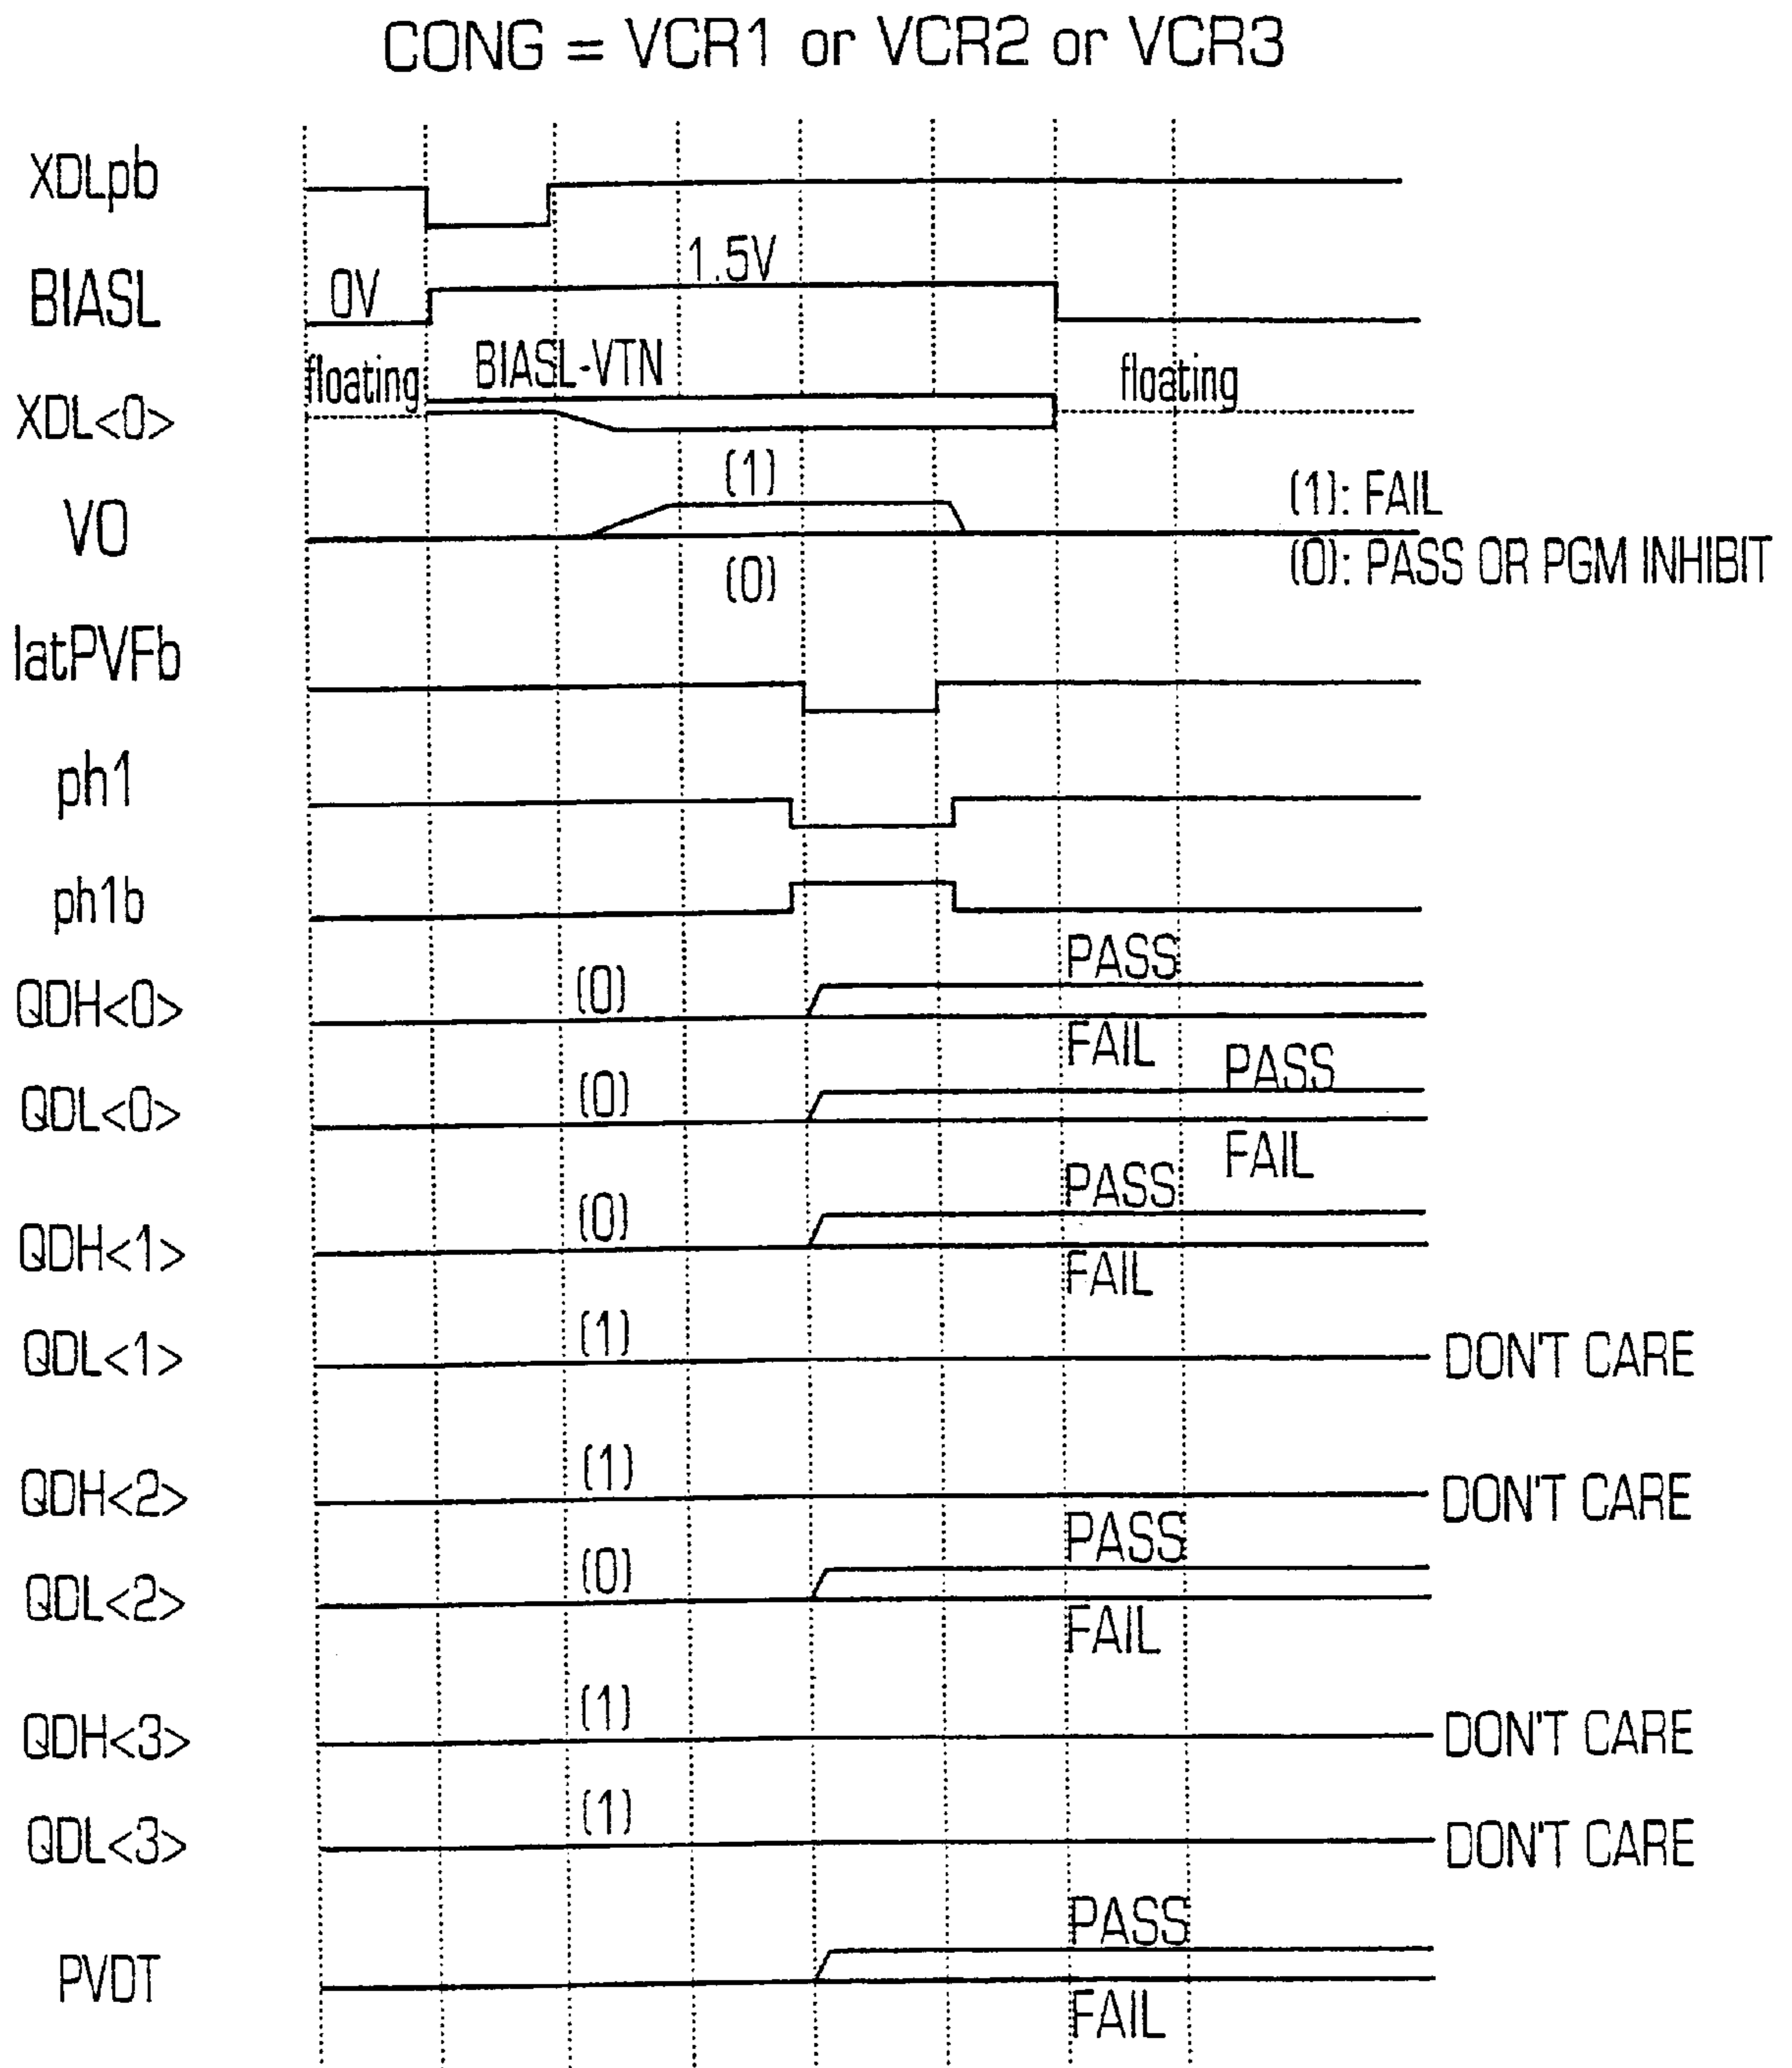 CONG = VCR1 or VCR2 or VCR3
XDLpb
BIASL
0V
1.5V
XDL<0>
floating
BIASL-VTN
floating
VO
(1)
(0)
(1): FAIL
(0): PASS OR PGM INHIBIT
latPVFb
ph1
ph1b
QDH<0>
(0)
PASS
FAIL
QDL<0>
(0)
PASS
FAIL
QDH<1>
(0)
PASS
FAIL
QDL<1>
(1)
DON'T CARE
QDH<2>
(1)
DON'T CARE
QDL<2>
(0)
PASS
FAIL
QDH<3>
(1)
DON'T CARE
QDL<3>
(1)
DON'T CARE
PVDT
PASS
FAIL